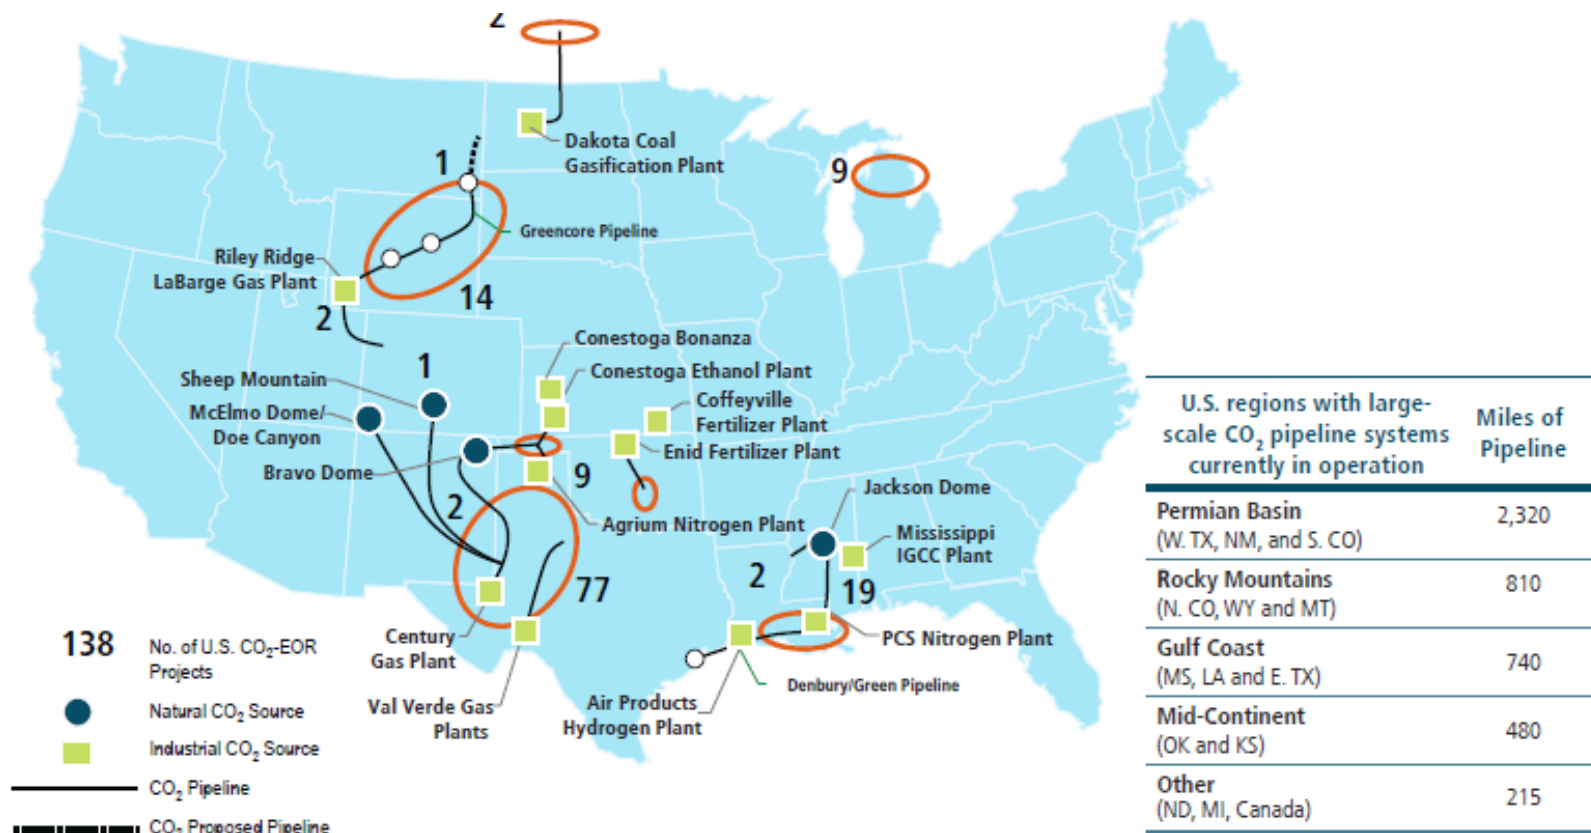 2
Dakota Coal
Gasification Plant
1
9
Greencore Pipeline
Riley Ridge
LaBarge Gas Plant
14
2
Conestoga Bonanza
1
Conestoga Ethanol Plant
Sheep Mountain
Coffeyville
Fertilizer Plant
McElmo Dome/
Doe Canyon
Enid Fertilizer Plant
Bravo Dome
9
Jackson Dome
2
Agrium Nitrogen Plant
Mississippi
IGCC Plant
2
77
19
Century
Gas Plant
PCS Nitrogen Plant
Denbury/Green Pipeline
Val Verde Gas
Plants
Air Products
Hydrogen Plant
138 No. of U.S. CO2-EOR
Projects
Natural CO2 Source
Industrial CO2 Source
CO2 Pipeline
CO2 Proposed Pipeline
U.S. regions with large-
scale CO2 pipeline systems
currently in operation
Miles of
Pipeline
Permian Basin 2,320
(W. TX, NM, and S. CO)
Rocky Mountains 810
(N. CO, WY and MT)
Gulf Coast 740
(MS, LA and E. TX)
Mid-Continent 480
(OK and KS)
Other 215
(ND, MI, Canada)